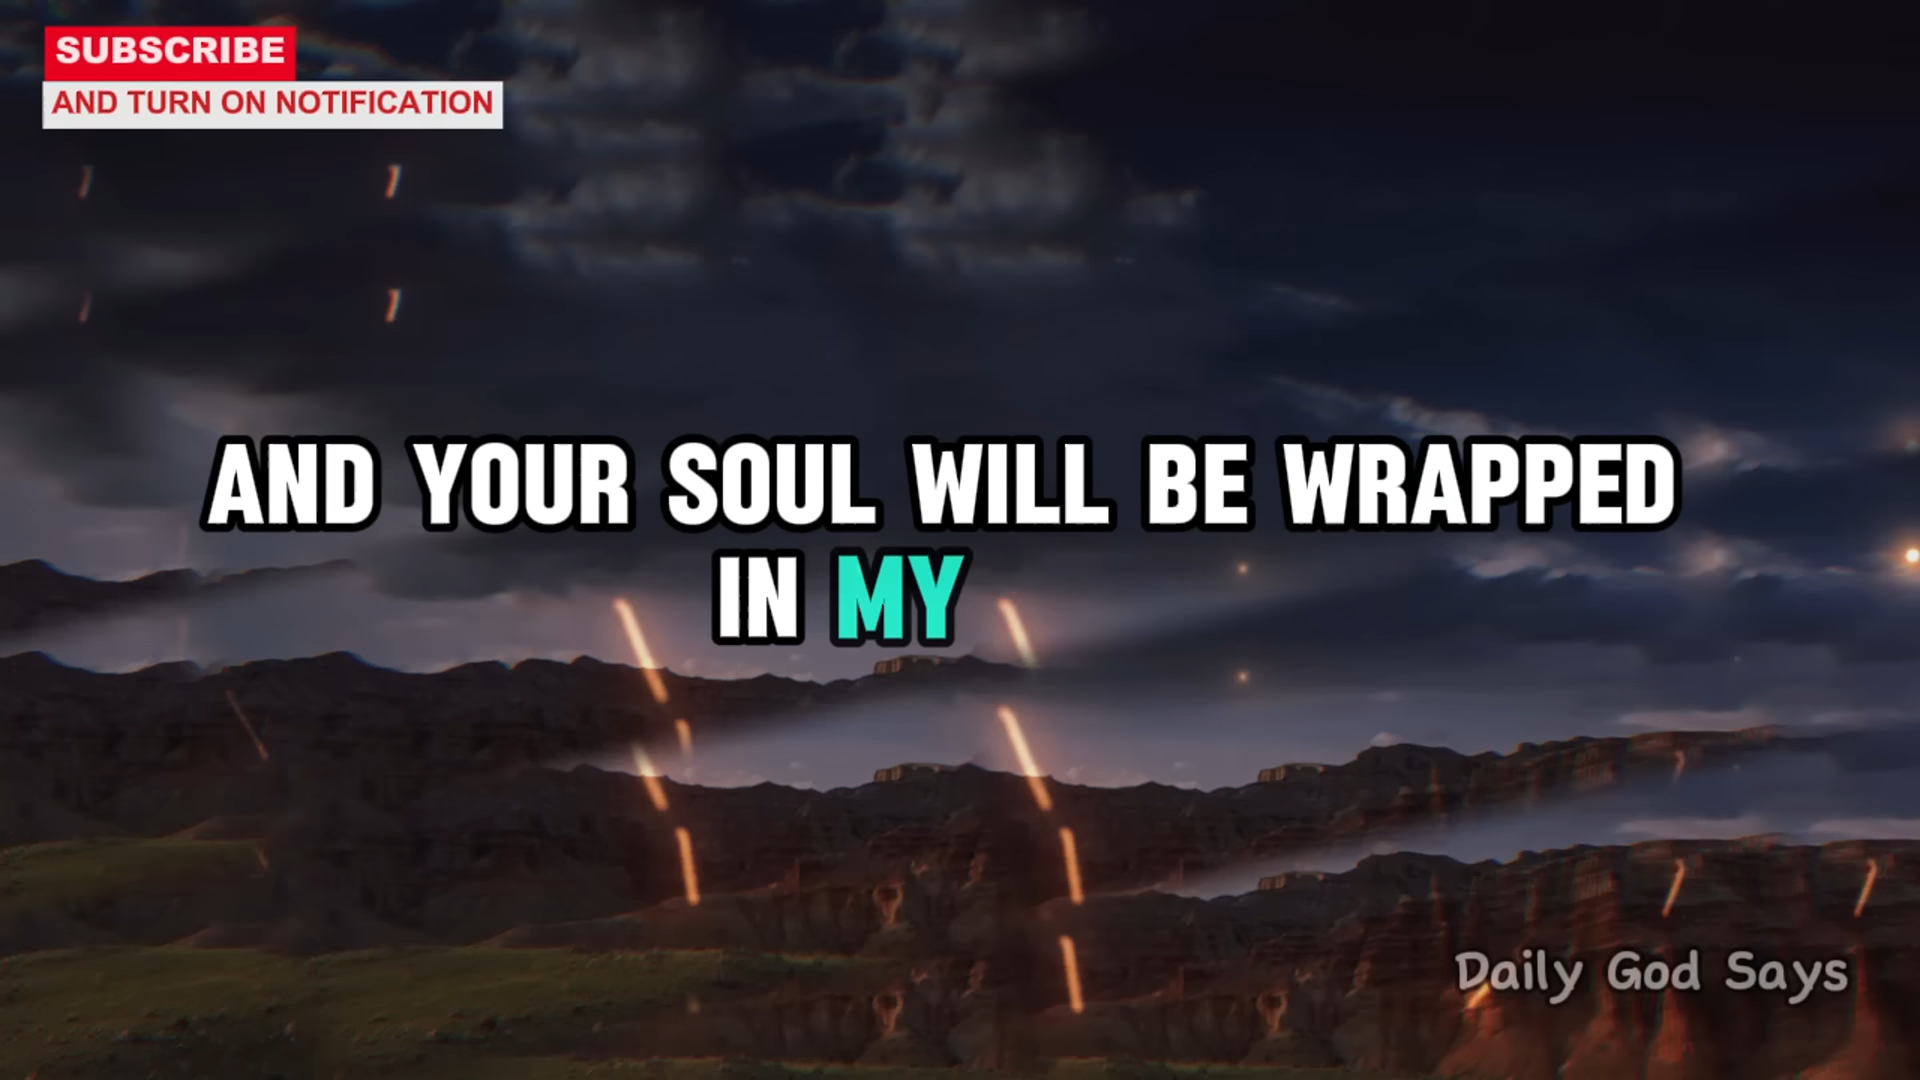 SUBSCRIBE
AND TURN ON NOTIFICATION
AND YOUR SOUL WILL BE WRAPPED
IN MY
Daily God Says